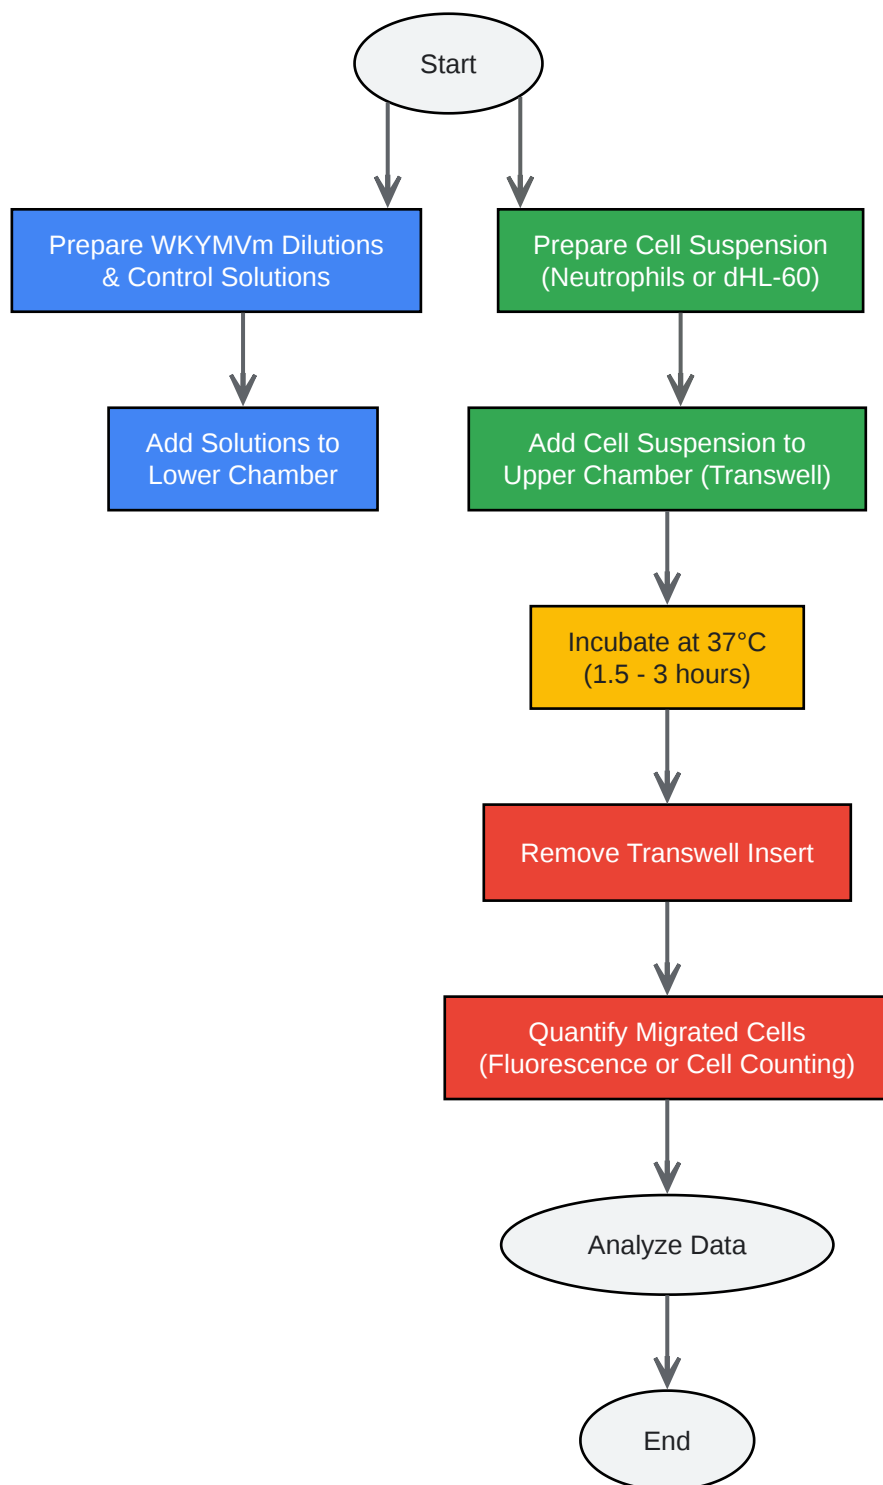 Start
Prepare WKYMVm Dilutions
& Control Solutions
Prepare Cell Suspension
(Neutrophils or dHL-60)
Add Solutions to
Lower Chamber
Add Cell Suspension to
Upper Chamber (Transwell)
Incubate at 37°C
(1.5 - 3 hours)
Remove Transwell Insert
Quantify Migrated Cells
(Fluorescence or Cell Counting)
Analyze Data
End